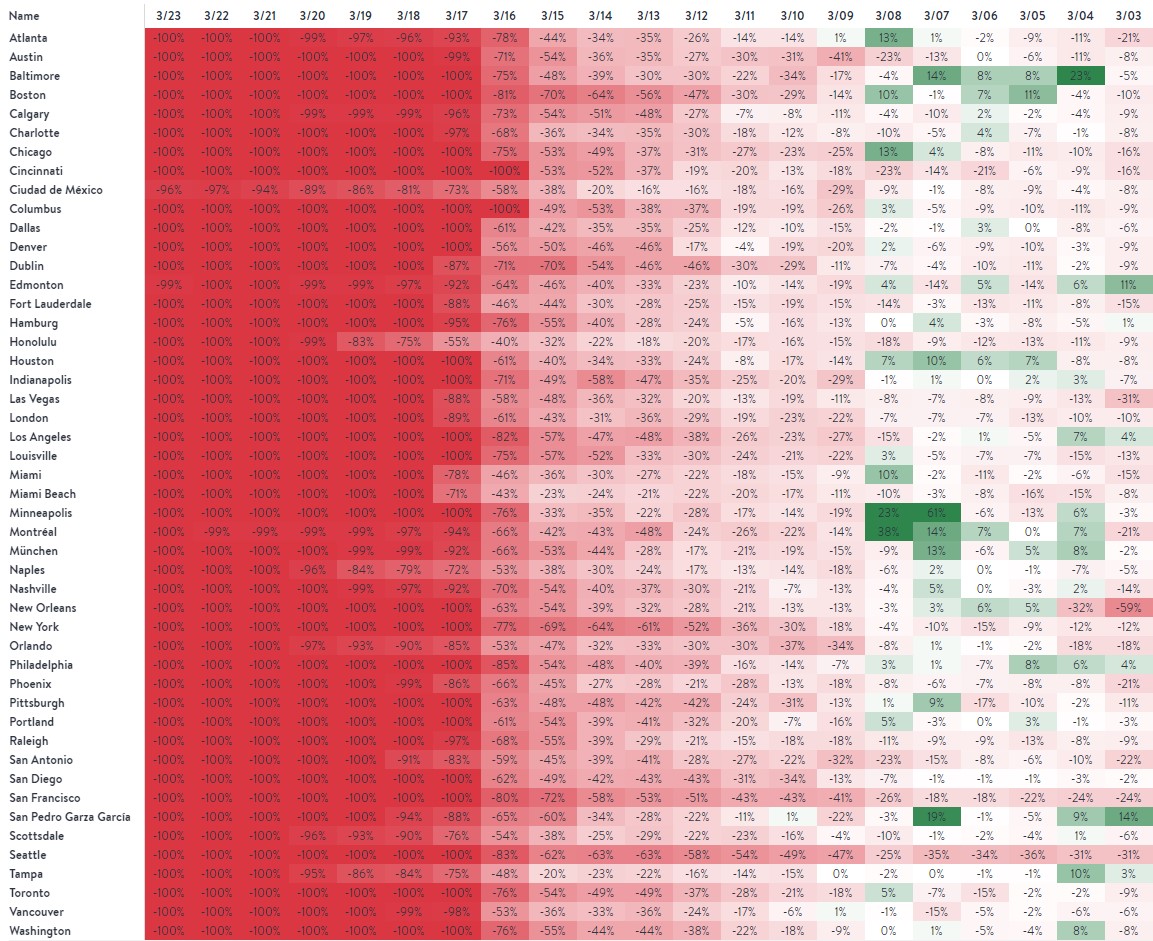 Name 3/23 3/22 3/21 3/20 3/19 3/18 3/17 3/16 3/15 3/14 3/13 3/12 3/11 3/10 3/09 3/08 3/07 3/06 3/05 3/04 3/03
Atlanta -100% -100% -100% -99% -97% -96% -93% -78% -44% -34% -35% -26% -14% -14% 1% 13% 1% -2% -9% -11% -21%
Austin -100% -100% -100% -100% -100% -100% -99% -71% -54% -36% -35% -27% -30% -31% -41% -23% -13% 0% -6% -11% -8%
Baltimore -100% -100% -100% -100% -100% -100% -100% -75% -48% -39% -30% -30% -22% -34% -17% -4% 14% 8% 8% 23% -5%
Boston -100% -100% -100% -100% -100% -100% -100% -81% -70% -64% -56% -47% -30% -29% -14% 10% -1% 7% 11% -4% -10%
Calgary -100% -100% -100% -99% -99% -99% -96% -73% -54% -51% -48% -27% -7% -8% -11% -4% -10% 2% -2% -4% -9%
Charlotte -100% -100% -100% -100% -100% -100% -97% -68% -36% -34% -35% -30% -18% -12% -8% -10% -5% 4% -7% -1% -8%
Chicago -100% -100% -100% -100% -100% -100% -100% -75% -53% -49% -37% -31% -27% -23% -25% 13% 4% -8% -11% -10% -16%
Cincinnati -100% -100% -100% -100% -100% -100% -100% -100% -53% -52% -37% -19% -20% -13% -18% -23% -14% -21% -6% -9% -16%
Ciudad de México -96% -97% -94% -89% -86% -81% -73% -58% -38% -20% -16% -16% -18% -16% -29% -9% -1% -8% -9% -4% -8%
Columbus -100% -100% -100% -100% -100% -100% -100% -100% -49% -53% -38% -37% -19% -19% -26% 3% -5% -9% -10% -11% -9%
Dallas -100% -100% -100% -100% -100% -100% -100% -61% -42% -35% -35% -25% -12% -10% -15% -2% -1% 3% 0% -8% -6%
Denver -100% -100% -100% -100% -100% -100% -100% -56% -50% -46% -46% -17% -4% -19% -20% 2% -6% -9% -10% -3% -9%
Dublin -100% -100% -100% -100% -100% -100% -87% -71% -70% -54% -46% -46% -30% -29% -11% -7% -4% -10% -11% -2% -9%
Edmonton -99% -100% -100% -99% -99% -97% -92% -64% -46% -40% -33% -23% -10% -14% -19% 4% -14% 5% -14% 6% 11%
Fort Lauderdale -100% -100% -100% -100% -100% -100% -88% -46% -44% -30% -28% -25% -15% -19% -15% -14% -3% -13% -11% -8% -15%
Hamburg -100% -100% -100% -100% -100% -100% -95% -76% -55% -40% -28% -24% -5% -16% -13% 0% 4% -3% -8% -5% 1%
Honolulu -100% -100% -100% -99% -83% -75% -55% -40% -32% -22% -18% -20% -17% -16% -15% -18% -9% -12% -13% -11% -9%
Houston -100% -100% -100% -100% -100% -100% -100% -61% -40% -34% -33% -24% -8% -17% -14% 7% 10% 6% 7% -8% -8%
Indianapolis -100% -100% -100% -100% -100% -100% -100% -71% -49% -58% -47% -35% -25% -20% -29% -1% 1% 0% 2% 3% -7%
Las Vegas -100% -100% -100% -100% -100% -100% -88% -58% -48% -36% -32% -20% -13% -19% -11% -8% -7% -8% -9% -13% -31%
London -100% -100% -100% -100% -100% -100% -89% -61% -43% -31% -36% -29% -19% -23% -22% -7% -7% -7% -13% -10% -10%
Los Angeles -100% -100% -100% -100% -100% -100% -100% -82% -57% -47% -48% -38% -26% -23% -27% -15% -2% 1% -5% 7% 4%
Louisville -100% -100% -100% -100% -100% -100% -100% -75% -57% -52% -33% -30% -24% -21% -22% 3% -5% -7% -7% -15% -13%
Miami -100% -100% -100% -100% -100% -100% -78% -46% -36% -30% -27% -22% -18% -15% -9% 10% -2% -11% -2% -6% -15%
Miami Beach -100% -100% -100% -100% -100% -100% -71% -43% -23% -24% -21% -22% -20% -17% -11% -10% -3% -8% -16% -15% -8%
Minneapolis -100% -100% -100% -100% -100% -100% -100% -76% -33% -35% -22% -28% -17% -14% -19% 23% 61% -6% -13% 6% -3%
Montréal -100% -99% -99% -99% -99% -97% -94% -66% -42% -43% -48% -24% -26% -22% -14% 38% 14% 7% 0% 7% -21%
München -100% -100% -100% -100% -99% -99% -92% -66% -53% -44% -28% -17% -21% -19% -15% -9% 13% -6% 5% 8% -2%
Naples -100% -100% -100% -96% -84% -79% -72% -53% -38% -30% -24% -17% -13% -14% -18% -6% 2% 0% -1% -7% -5%
Nashville -100% -100% -100% -100% -99% -97% -92% -70% -54% -40% -37% -30% -21% -7% -13% -4% 5% 0% -3% 2% -14%
New Orleans -100% -100% -100% -100% -100% -100% -100% -63% -54% -39% -32% -28% -21% -13% -13% -3% 3% 6% 5% -32% -59%
New York -100% -100% -100% -100% -100% -100% -100% -77% -69% -64% -61% -52% -36% -30% -18% -4% -10% -15% -9% -12% -12%
Orlando -100% -100% -100% -97% -93% -90% -85% -53% -47% -32% -33% -30% -30% -37% -34% -8% 1% -1% -2% -18% -18%
Philadelphia -100% -100% -100% -100% -100% -100% -100% -85% -54% -48% -40% -39% -16% -14% -7% 3% 1% -7% 8% 6% 4%
Phoenix -100% -100% -100% -100% -100% -99% -86% -66% -45% -27% -28% -21% -28% -13% -18% -8% -6% -7% -8% -8% -21%
Pittsburgh -100% -100% -100% -100% -100% -100% -100% -63% -48% -48% -42% -42% -24% -31% -13% 1% 9% -17% -10% -2% -11%
Portland -100% -100% -100% -100% -100% -100% -100% -61% -54% -39% -41% -32% -20% -7% -16% 5% -3% 0% 3% -1% -3%
Raleigh -100% -100% -100% -100% -100% -100% -97% -68% -55% -39% -29% -21% -15% -18% -18% -11% -9% -9% -13% -8% -9%
San Antonio -100% -100% -100% -100% -100% -91% -83% -59% -45% -39% -41% -28% -27% -22% -32% -23% -15% -8% -6% -10% -22%
San Diego -100% -100% -100% -100% -100% -100% -100% -62% -49% -42% -43% -43% -31% -34% -13% -7% -1% -1% -1% -3% -2%
San Francisco -100% -100% -100% -100% -100% -100% -100% -80% -72% -58% -53% -51% -43% -43% -41% -26% -18% -18% -22% -24% -24%
San Pedro Garza García -100% -100% -100% -100% -100% -94% -88% -65% -60% -34% -28% -22% -11% 1% -22% -3% 19% -1% -5% 9% 14%
Scottsdale -100% -100% -100% -96% -93% -90% -76% -54% -38% -25% -29% -22% -23% -16% -4% -10% -1% -2% -4% 1% -6%
Seattle -100% -100% -100% -100% -100% -100% -100% -83% -62% -63% -63% -58% -54% -49% -47% -25% -35% -34% -36% -31% -31%
Tampa -100% -100% -100% -95% -86% -84% -75% -48% -20% -23% -22% -16% -14% -15% 0% -2% 0% -1% -1% 10% 3%
Toronto -100% -100% -100% -100% -100% -100% -100% -76% -54% -49% -49% -37% -28% -21% -18% 5% -7% -15% -2% -2% -9%
Vancouver -100% -100% -100% -100% -100% -99% -98% -53% -36% -33% -36% -24% -17% -6% 1% -1% -15% -5% -2% -6% -6%
Washington -100% -100% -100% -100% -100% -100% -100% -76% -55% -44% -44% -38% -22% -18% -9% 0% 1% -5% -4% 8% -8%